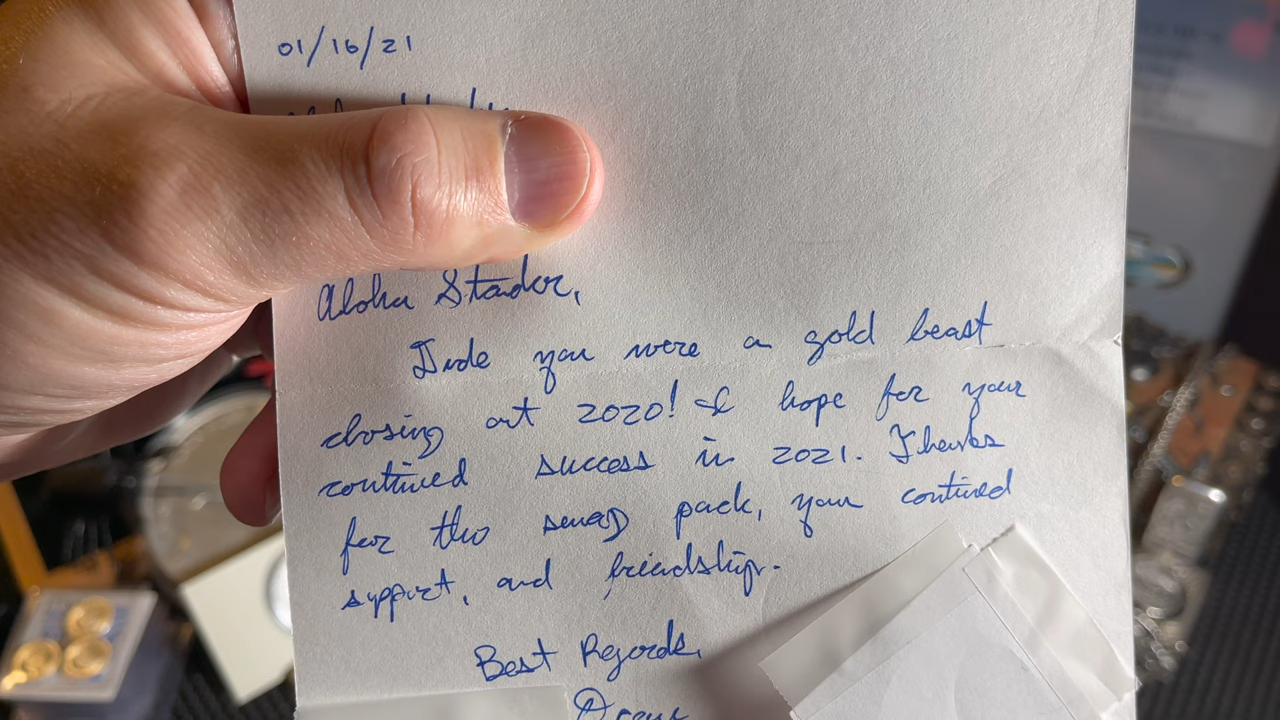 01/16/21
Aloha Stador,
Dude you were a gold beast
closing out 2020! I hope for your
continued success in 2021. Thanks
for the pack, your continued
support, and friendship.
Best Regards,